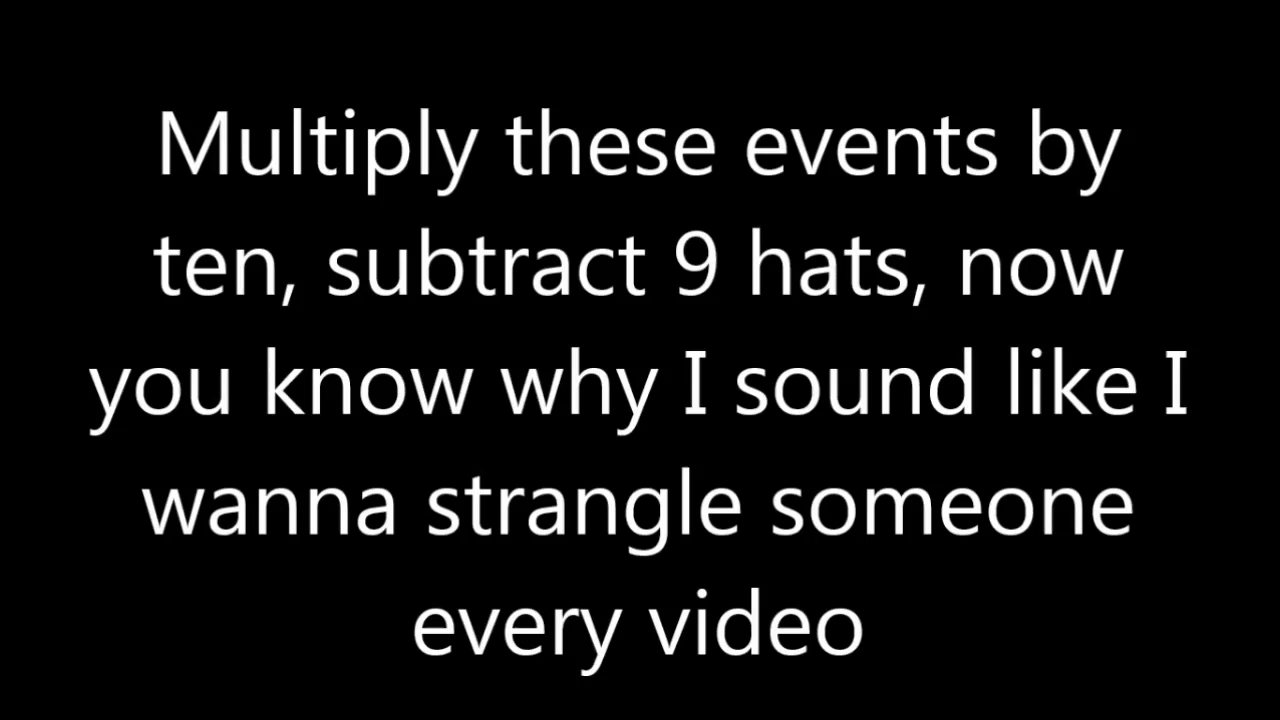 Multiply these events by
ten, subtract 9 hats, now
you know why I sound like I
wanna strangle someone
every video